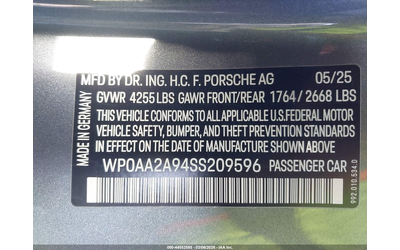 MFD BY DR. ING. H.C. F. PORSCHE AG 05/25
GVWR 4255 LBS GAWR FRONT/REAR 1764/2668 LBS
THIS VEHICLE CONFORMS TO ALL APPLICABLE
U.S.FEDERAL MOTOR
VEHICLE SAFETY, BUMPER, AND THEFT PREVENTION STANDARDS
IN EFFECT ON THE DATE OF MANUFACTURE SHOWN ABOVE.
WP0AA2A94SS209596 PASSENGER CAR
MADE IN GERMANY
992.010.534.0